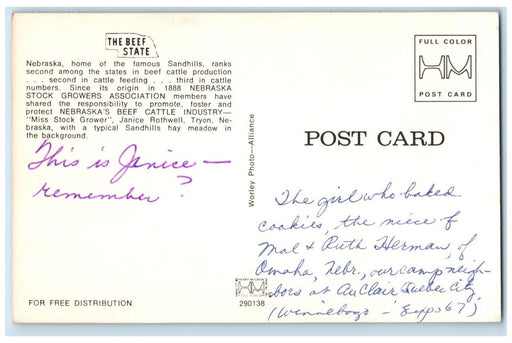 THE BEEF
STATE
Nebraska, home of the famous Sandhills, ranks
second among the states in beef cattle production
. . . second in cattle feeding . . . third in cattle
numbers. Since its origin in 1888 NEBRASKA
STOCK GROWERS ASSOCIATION members have
shared the responsibility to promote, foster and
protect NEBRASKA'S BEEF CATTLE INDUSTRY—
"Miss Stock Grower", Janice Rothwell, Tryon, Ne-
braska, with a typical Sandhills hay meadow in
the background.
This is Janice —
remember?
FOR FREE DISTRIBUTION
Worley Photo—Alliance
HM
290138
FULL COLOR
HM
POST CARD
POST CARD
The girl who baked
cookies, the niece of
Mal & Ruth Herman, of
Omaha, Nebr., our camp neigh-
bors at AuClair, Quebec City,
(Winnebago - Expo 67)